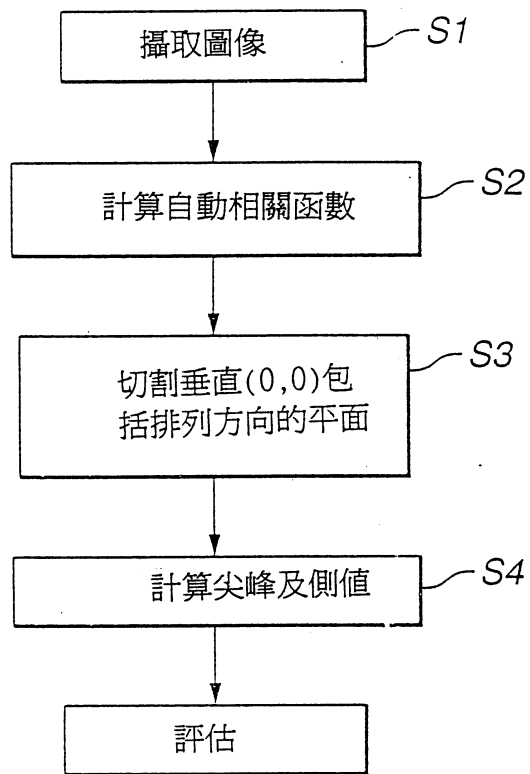 攝取圖像
S1
計算自動相關函數
S2
切割垂直(0,0)包
括排列方向的平面
S3
計算尖峰及側值
S4
評估